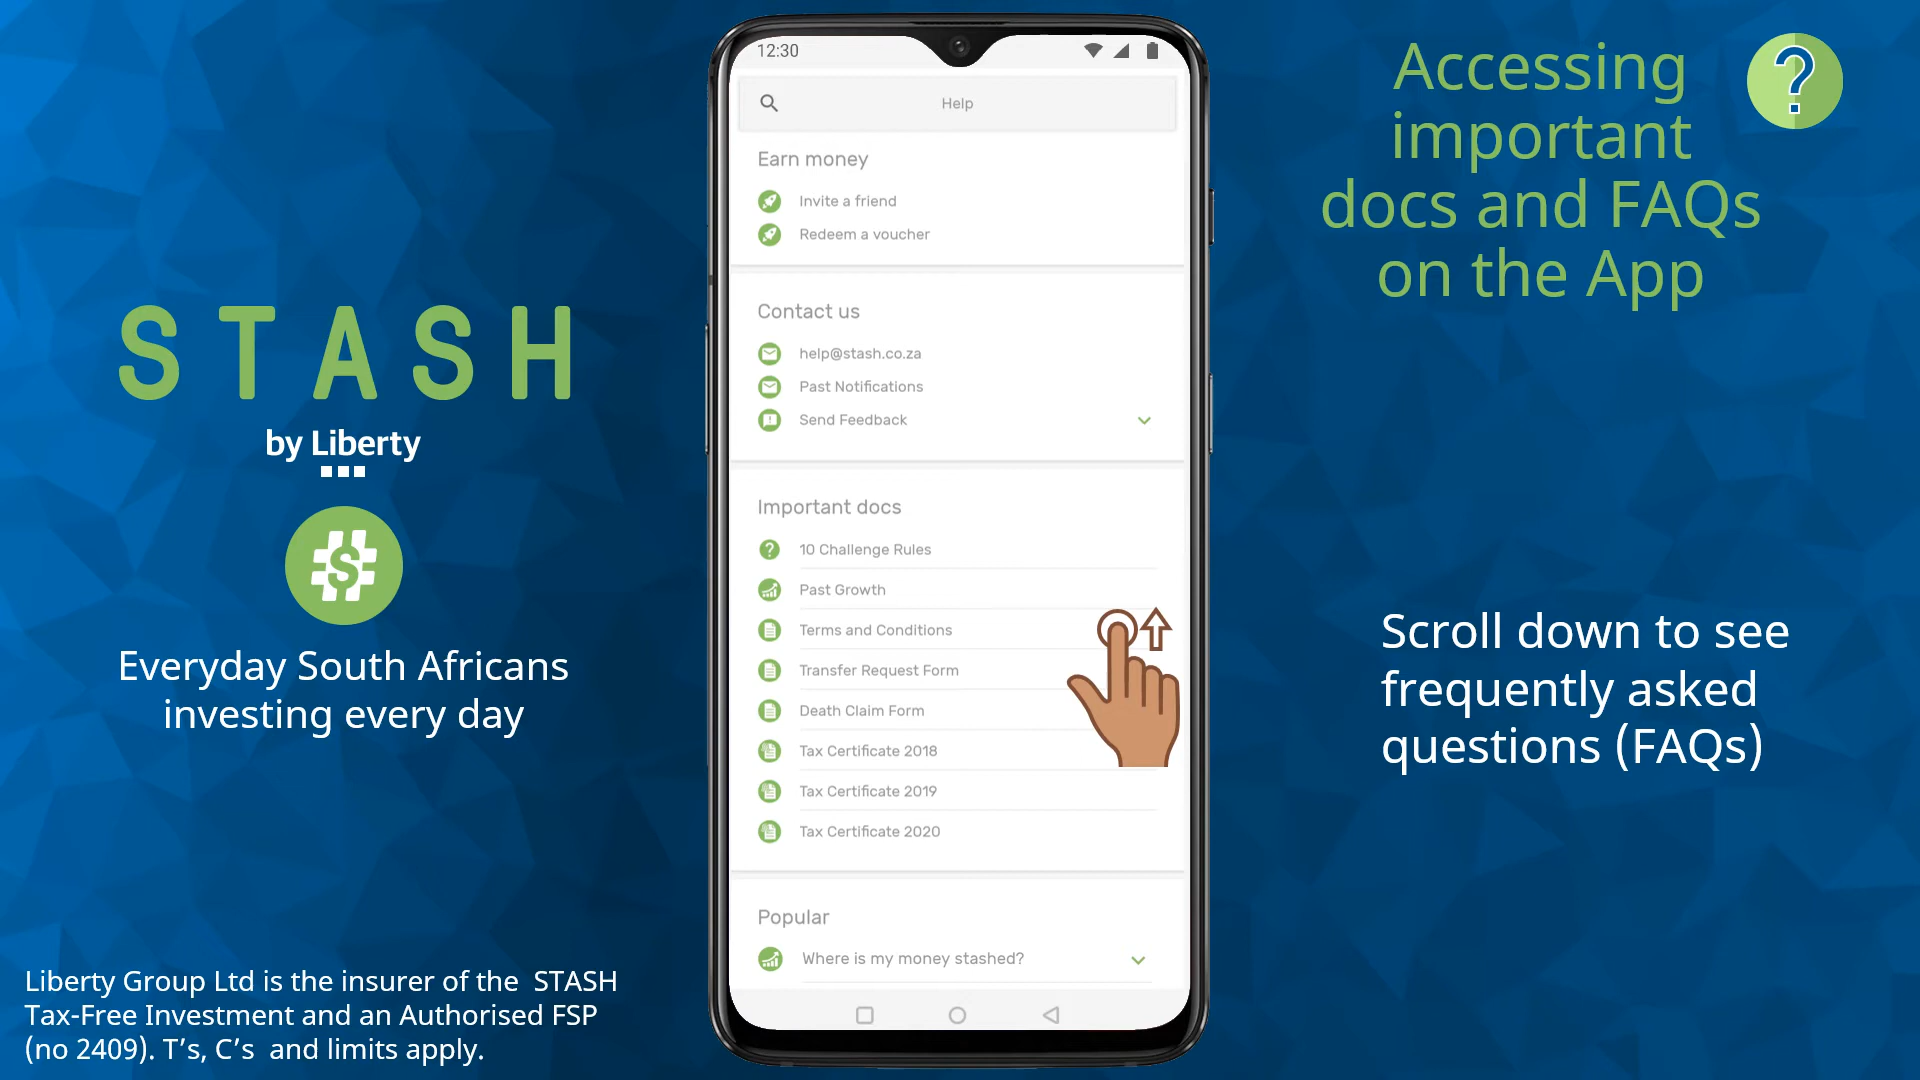 STASH
by Liberty
Everyday South Africans
investing every day
Liberty Group Ltd is the insurer of the STASH
Tax-Free Investment and an Authorised FSP
(no 2409). T’s, C’s and limits apply.
12:30
Help
Earn money
Invite a friend
Redeem a voucher
Contact us
help@stash.co.za
Past Notifications
Send Feedback
Important docs
10 Challenge Rules
Past Growth
Terms and Conditions
Transfer Request Form
Death Claim Form
Tax Certificate 2018
Tax Certificate 2019
Tax Certificate 2020
Popular
Where is my money stashed?
Accessing
important
docs and FAQs
on the App
?
Scroll down to see
frequently asked
questions (FAQs)